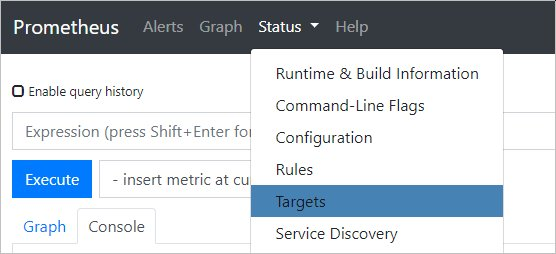 Prometheus Alerts Graph Status Help
Runtime & Build Information
Enable query history
Command-Line Flags
Expression (press Shift+Enter for
Configuration
Rules
Execute - insert metric at cu
Targets
Graph Console
Service Discovery